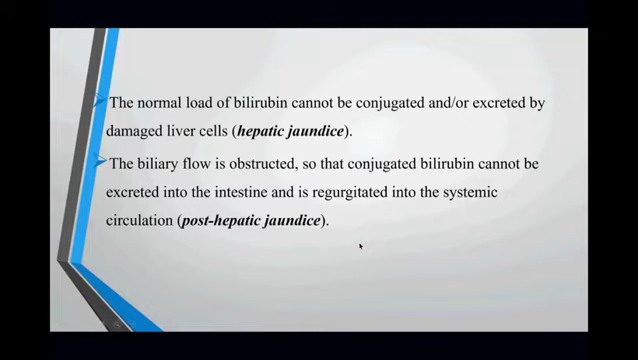 The normal load of bilirubin cannot be conjugated and/or excreted by
damaged liver cells (hepatic jaundice).
The biliary flow is obstructed, so that conjugated bilirubin cannot be
excreted into the intestine and is regurgitated into the systemic
circulation (post-hepatic jaundice).